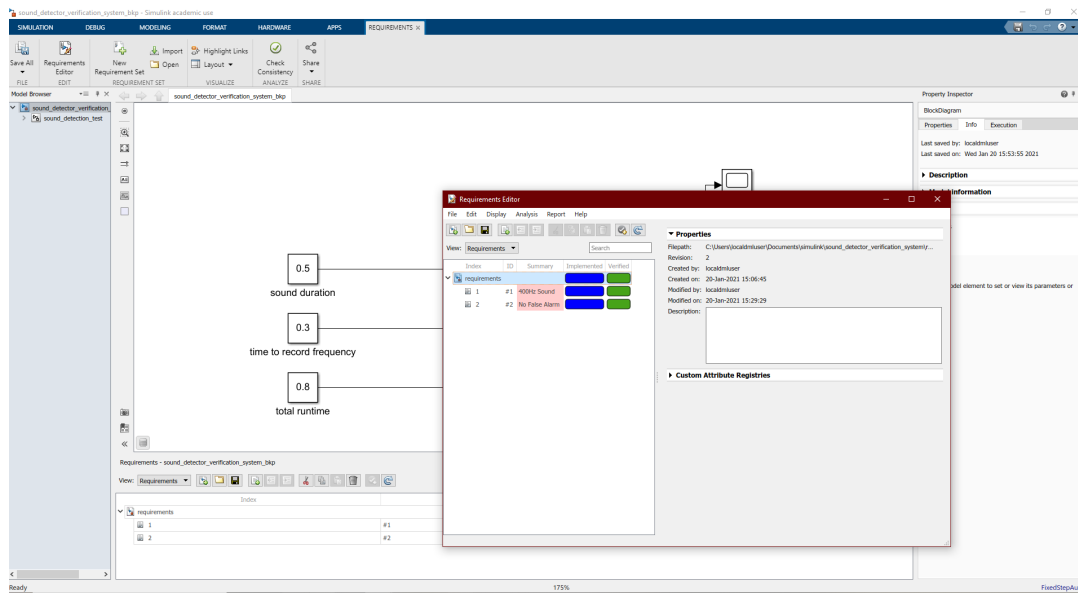 sound_detector_verification_system_bkp - Simulink academic use
SIMULATION DEBUG MODELING FORMAT HARDWARE APPS REQUIREMENTS ×
Save All
Requirements Editor
New Requirement Set
Import
Open
Highlight Links
Layout
Check Consistency
Share
FILE EDIT REQUIREMENT SET VISUALIZE ANALYZE SHARE
Model Browser
sound_detector_verification_system_bkp
Property Inspector
sound_detector_verification_
sound_detection_test
BlockDiagram
Properties Info Execution
Last saved by: localdmluser
Last saved on: Wed Jan 20 15:53:55 2021
Description
information
del element to set or view its parameters or
0.5
sound duration
0.3
time to record frequency
0.8
total runtime
Requirements Editor
File Edit Display Analysis Report Help
View: Requirements
Search
Index ID Summary Implemented Verified
requirements
1 #1 400Hz Sound
2 #2 No False Alarm
Properties
Filepath: C:\Users\localdmluser\Documents\simulink\sound_detector_verification_system\r...
Revision: 2
Created by: localdmluser
Created on: 20-Jan-2021 15:06:45
Modified by: localdmluser
Modified on: 20-Jan-2021 15:29:29
Description:
Custom Attribute Registries
Requirements - sound_detector_verification_system_bkp
View: Requirements
Index
requirements
1 #1
2 #2
Ready 175% FixedStepAu